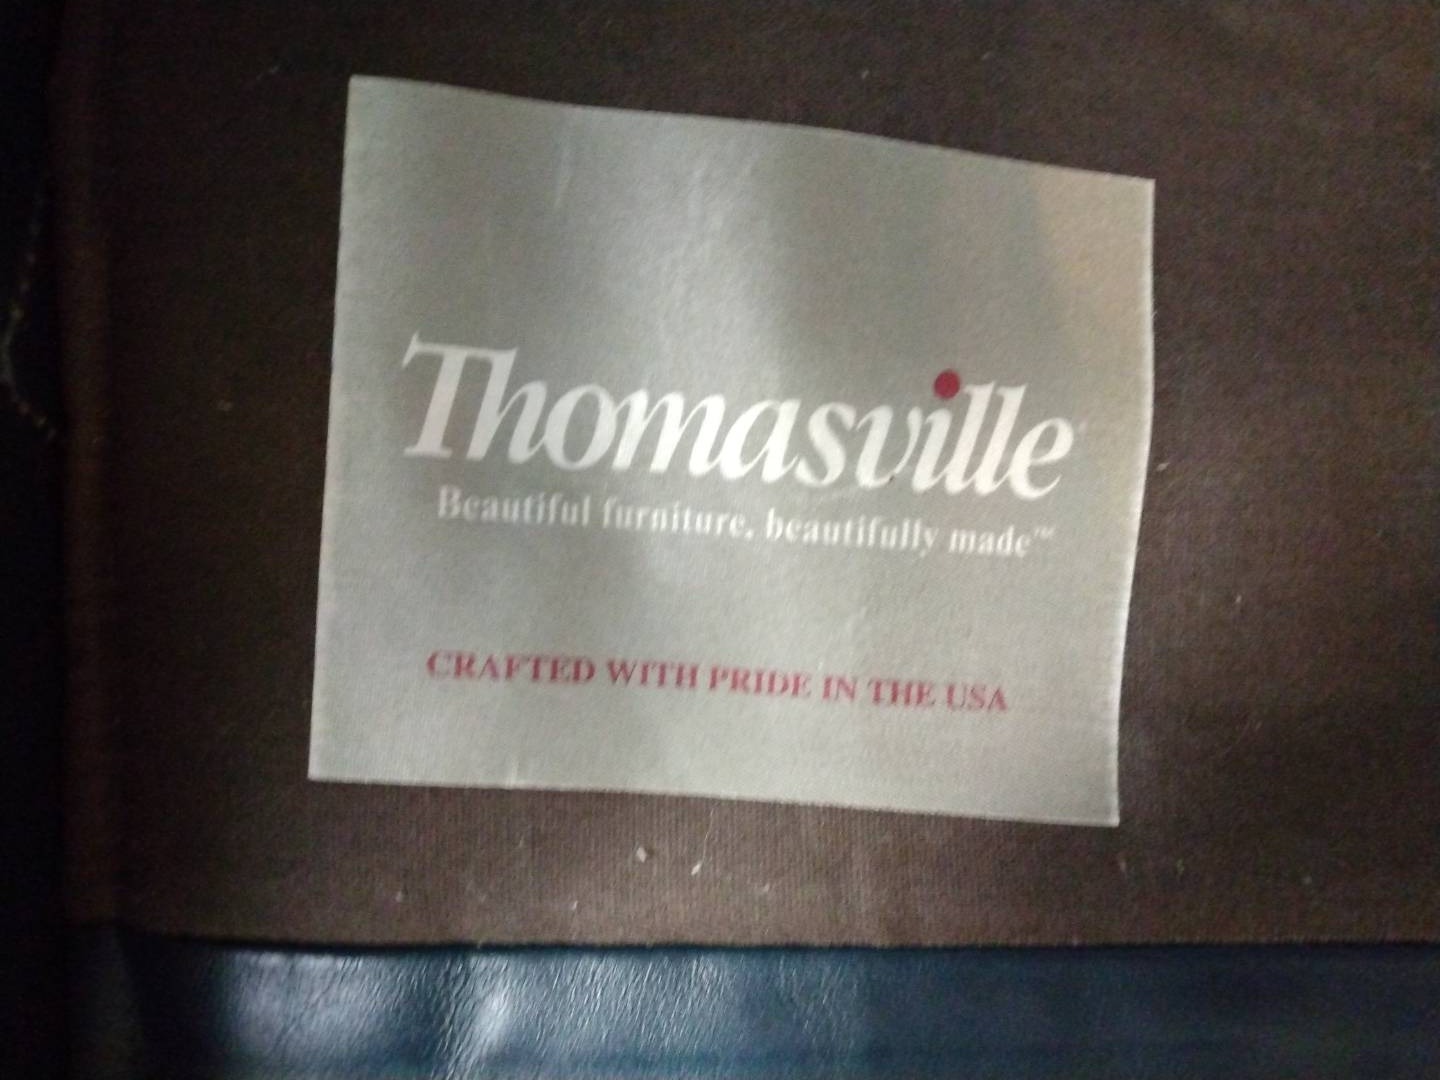 Thomasville
Beautiful furniture, beautifully made™
CRAFTED WITH PRIDE IN THE USA